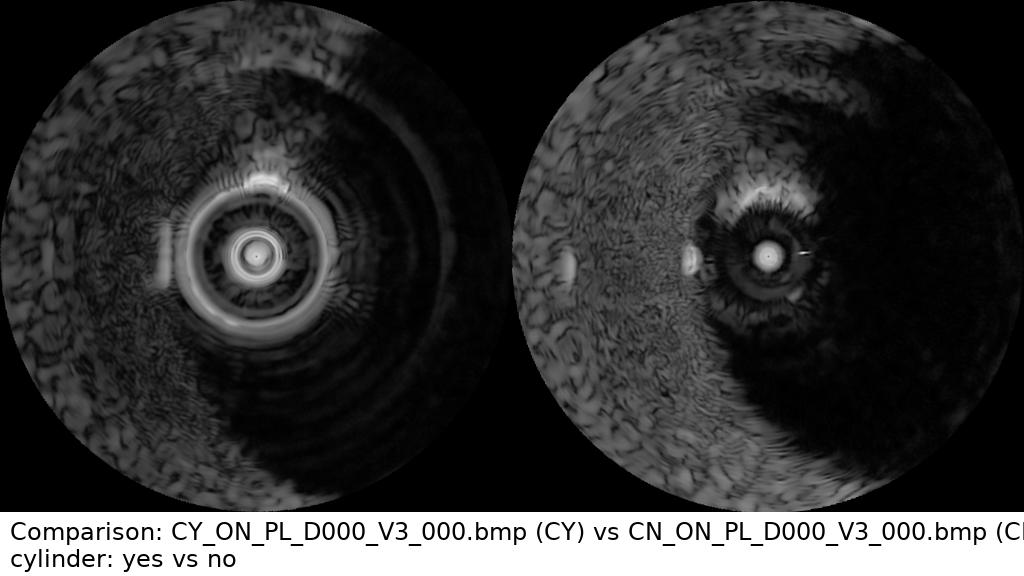 Comparison: CY_ON_PL_D000_V3_000.bmp (CY) vs CN_ON_PL_D000_V3_000.bmp
cylinder: yes vs no